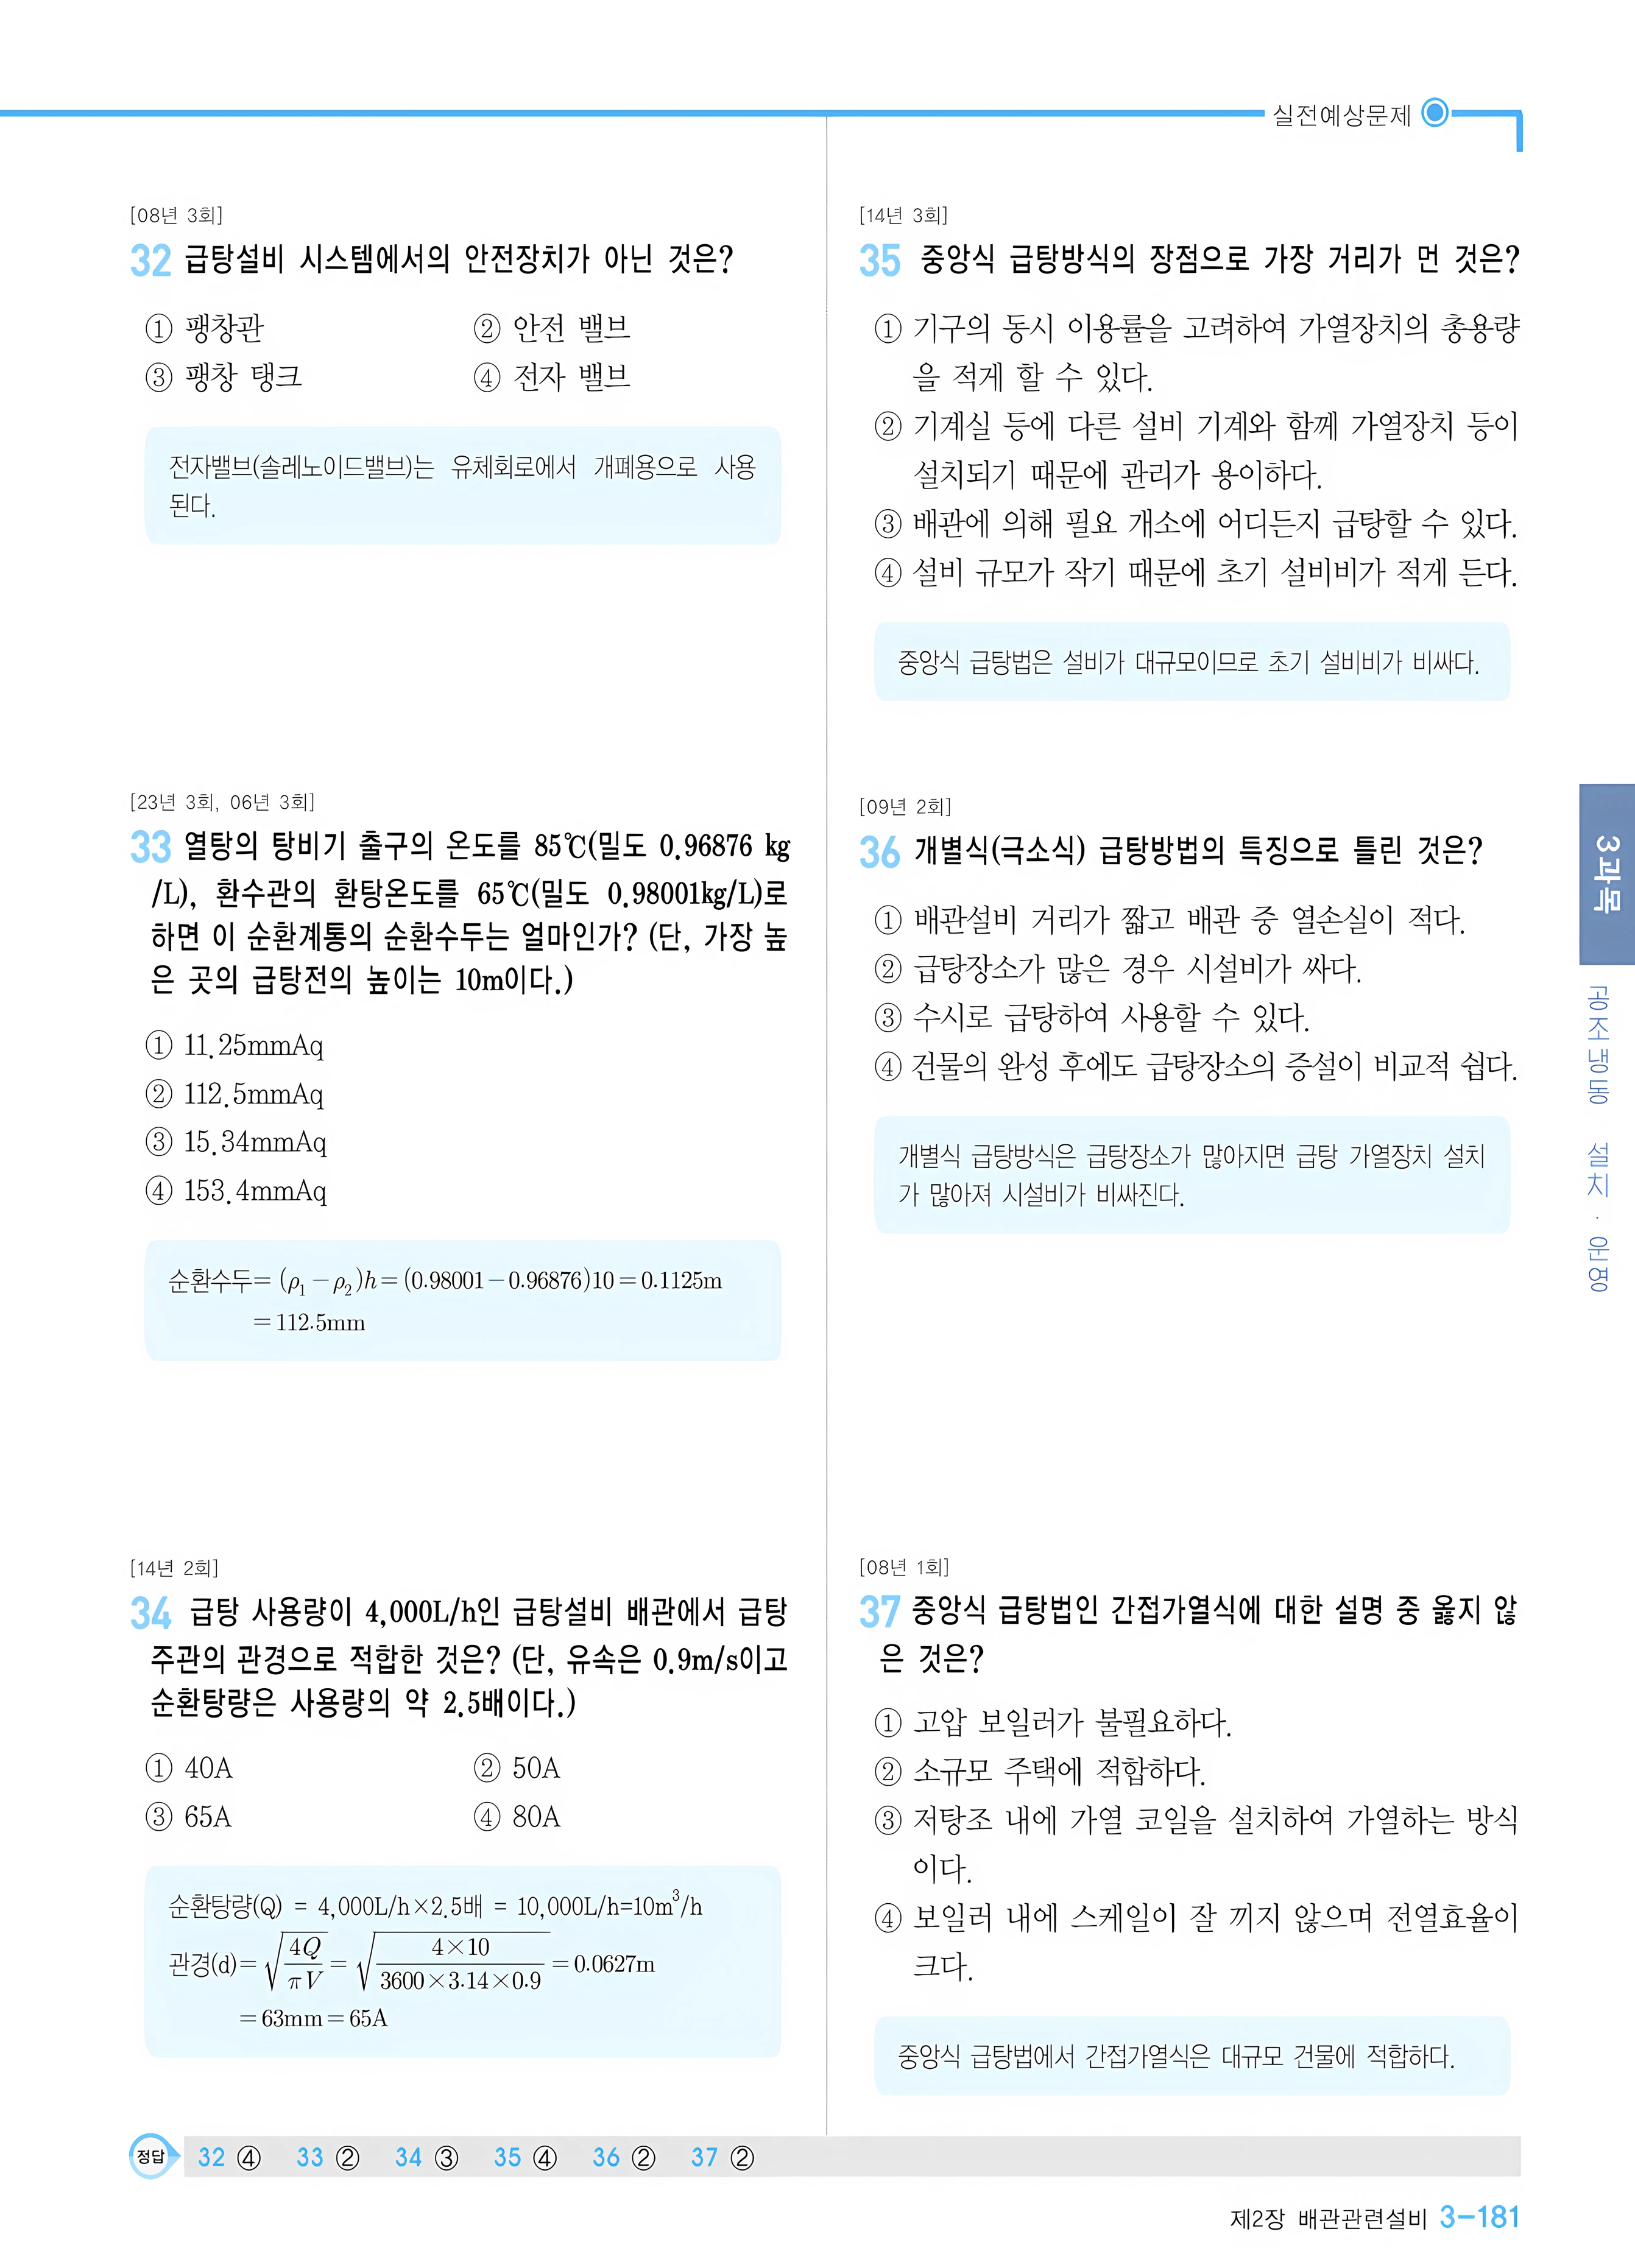 실전예상문제
[08년 3회]
32 급탕설비 시스템에서의 안전장치가 아닌 것은?
① 팽창관 ② 안전 밸브
③ 팽창 탱크 ④ 전자 밸브
전자밸브(솔레노이드밸브)는 유체회로에서 개폐용으로 사용
된다.
[23년 3회, 06년 3회]
33 열탕의 탕비기 출구의 온도를 85℃(밀도 0.96876 kg
/L), 환수관의 환탕온도를 65℃(밀도 0.98001kg/L)로
하면 이 순환계통의 순환수두는 얼마인가? (단, 가장 높
은 곳의 급탕전의 높이는 10m이다.)
① 11.25mmAq
② 112.5mmAq
③ 15.34mmAq
④ 153.4mmAq
순환수두= (ρ₁－ρ₂)h＝(0.98001－0.96876)10＝0.1125m
＝112.5mm
[14년 2회]
34 급탕 사용량이 4,000L/h인 급탕설비 배관에서 급탕
주관의 관경으로 적합한 것은? (단, 유속은 0.9m/s이고
순환탕량은 사용량의 약 2.5배이다.)
① 40A ② 50A
③ 65A ④ 80A
순환탕량(Q) = 4,000L/h×2.5배 = 10,000L/h=10m³/h
관경(d)＝√(4Q/πV)＝√(4×10/(3600×3.14×0.9))＝0.0627m
＝63mm＝65A
[14년 3회]
35 중앙식 급탕방식의 장점으로 가장 거리가 먼 것은?
① 기구의 동시 이용률을 고려하여 가열장치의 총용량
을 적게 할 수 있다.
② 기계실 등에 다른 설비 기계와 함께 가열장치 등이
설치되기 때문에 관리가 용이하다.
③ 배관에 의해 필요 개소에 어디든지 급탕할 수 있다.
④ 설비 규모가 작기 때문에 초기 설비비가 적게 든다.
중앙식 급탕법은 설비가 대규모이므로 초기 설비비가 비싸다.
[09년 2회]
36 개별식(극소식) 급탕방법의 특징으로 틀린 것은?
① 배관설비 거리가 짧고 배관 중 열손실이 적다.
② 급탕장소가 많은 경우 시설비가 싸다.
③ 수시로 급탕하여 사용할 수 있다.
④ 건물의 완성 후에도 급탕장소의 증설이 비교적 쉽다.
개별식 급탕방식은 급탕장소가 많아지면 급탕 가열장치 설치
가 많아져 시설비가 비싸진다.
[08년 1회]
37 중앙식 급탕법인 간접가열식에 대한 설명 중 옳지 않
은 것은?
① 고압 보일러가 불필요하다.
② 소규모 주택에 적합하다.
③ 저탕조 내에 가열 코일을 설치하여 가열하는 방식
이다.
④ 보일러 내에 스케일이 잘 끼지 않으며 전열효율이
크다.
중앙식 급탕법에서 간접가열식은 대규모 건물에 적합하다.
3과목
공조냉동 설치·운영
정답 32 ④ 33 ② 34 ③ 35 ④ 36 ② 37 ②
제2장 배관관련설비 3-181